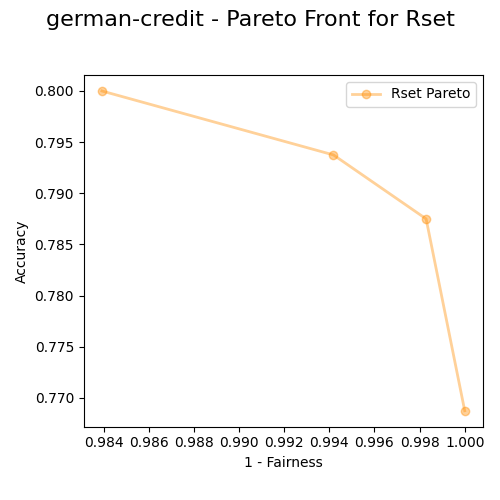 german-credit - Pareto Front for Rset
Rset Pareto
0.800
0.795
0.790
0.785
0.780
0.775
0.770
Accuracy
0.984 0.986 0.988 0.990 0.992 0.994 0.996 0.998 1.000
1 - Fairness